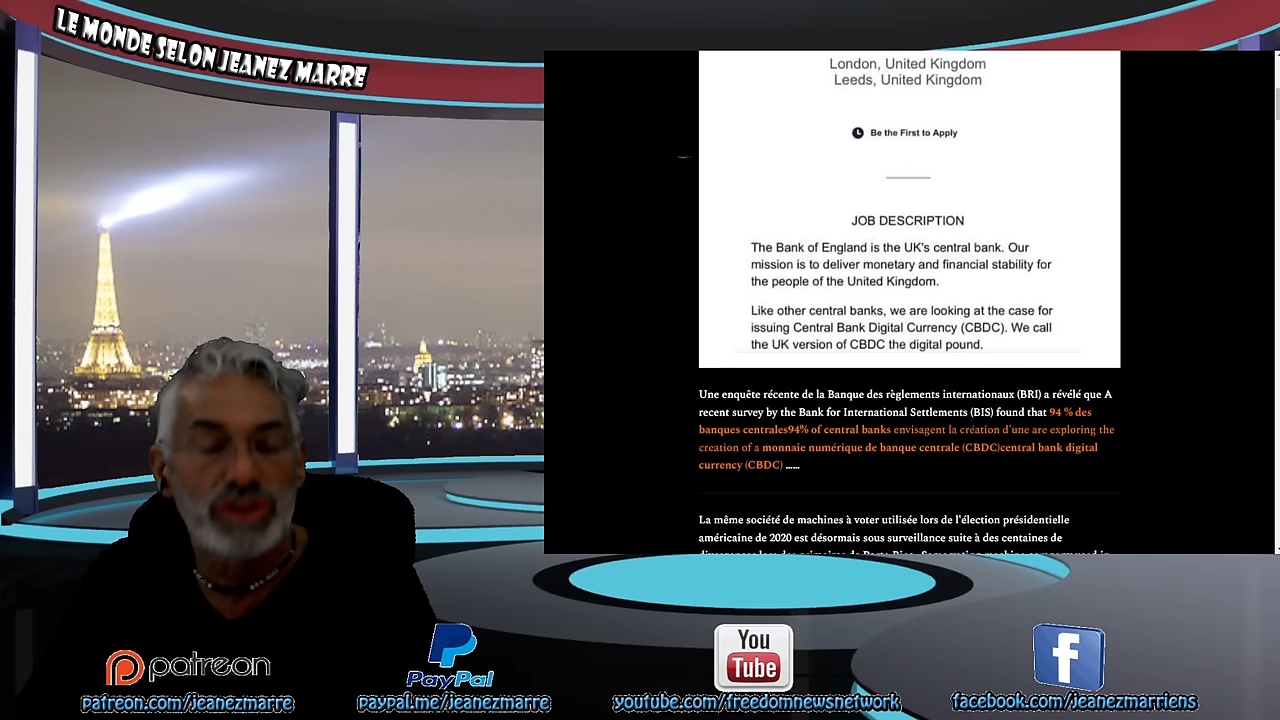 LE MONDE SELON JEANEZ MARRE
London, United Kingdom
Leeds, United Kingdom
Be the First to Apply
JOB DESCRIPTION
The Bank of England is the UK's central bank. Our
mission is to deliver monetary and financial stability for
the people of the United Kingdom.
Like other central banks, we are looking at the case for
issuing Central Bank Digital Currency (CBDC). We call
the UK version of CBDC the digital pound.
Une enquête récente de la Banque des règlements internationaux (BRI) a révélé que A
recent survey by the Bank for International Settlements (BIS) found that 94 % des
banques centrales94% of central banks envisagent la création d'une are exploring the
creation of a monnaie numérique de banque centrale (CBDC)central bank digital
currency (CBDC) ......
La même société de machines à voter utilisée lors de l'élection présidentielle
américaine de 2020 est désormais sous surveillance suite à des centaines de
patreon
PayPal
You
Tube
f
patreon.com/jeanezmarre
paypal.me/jeanezmarre
youtube.com/freedomnewsnetwork
facebook.com/jeanezmarriens